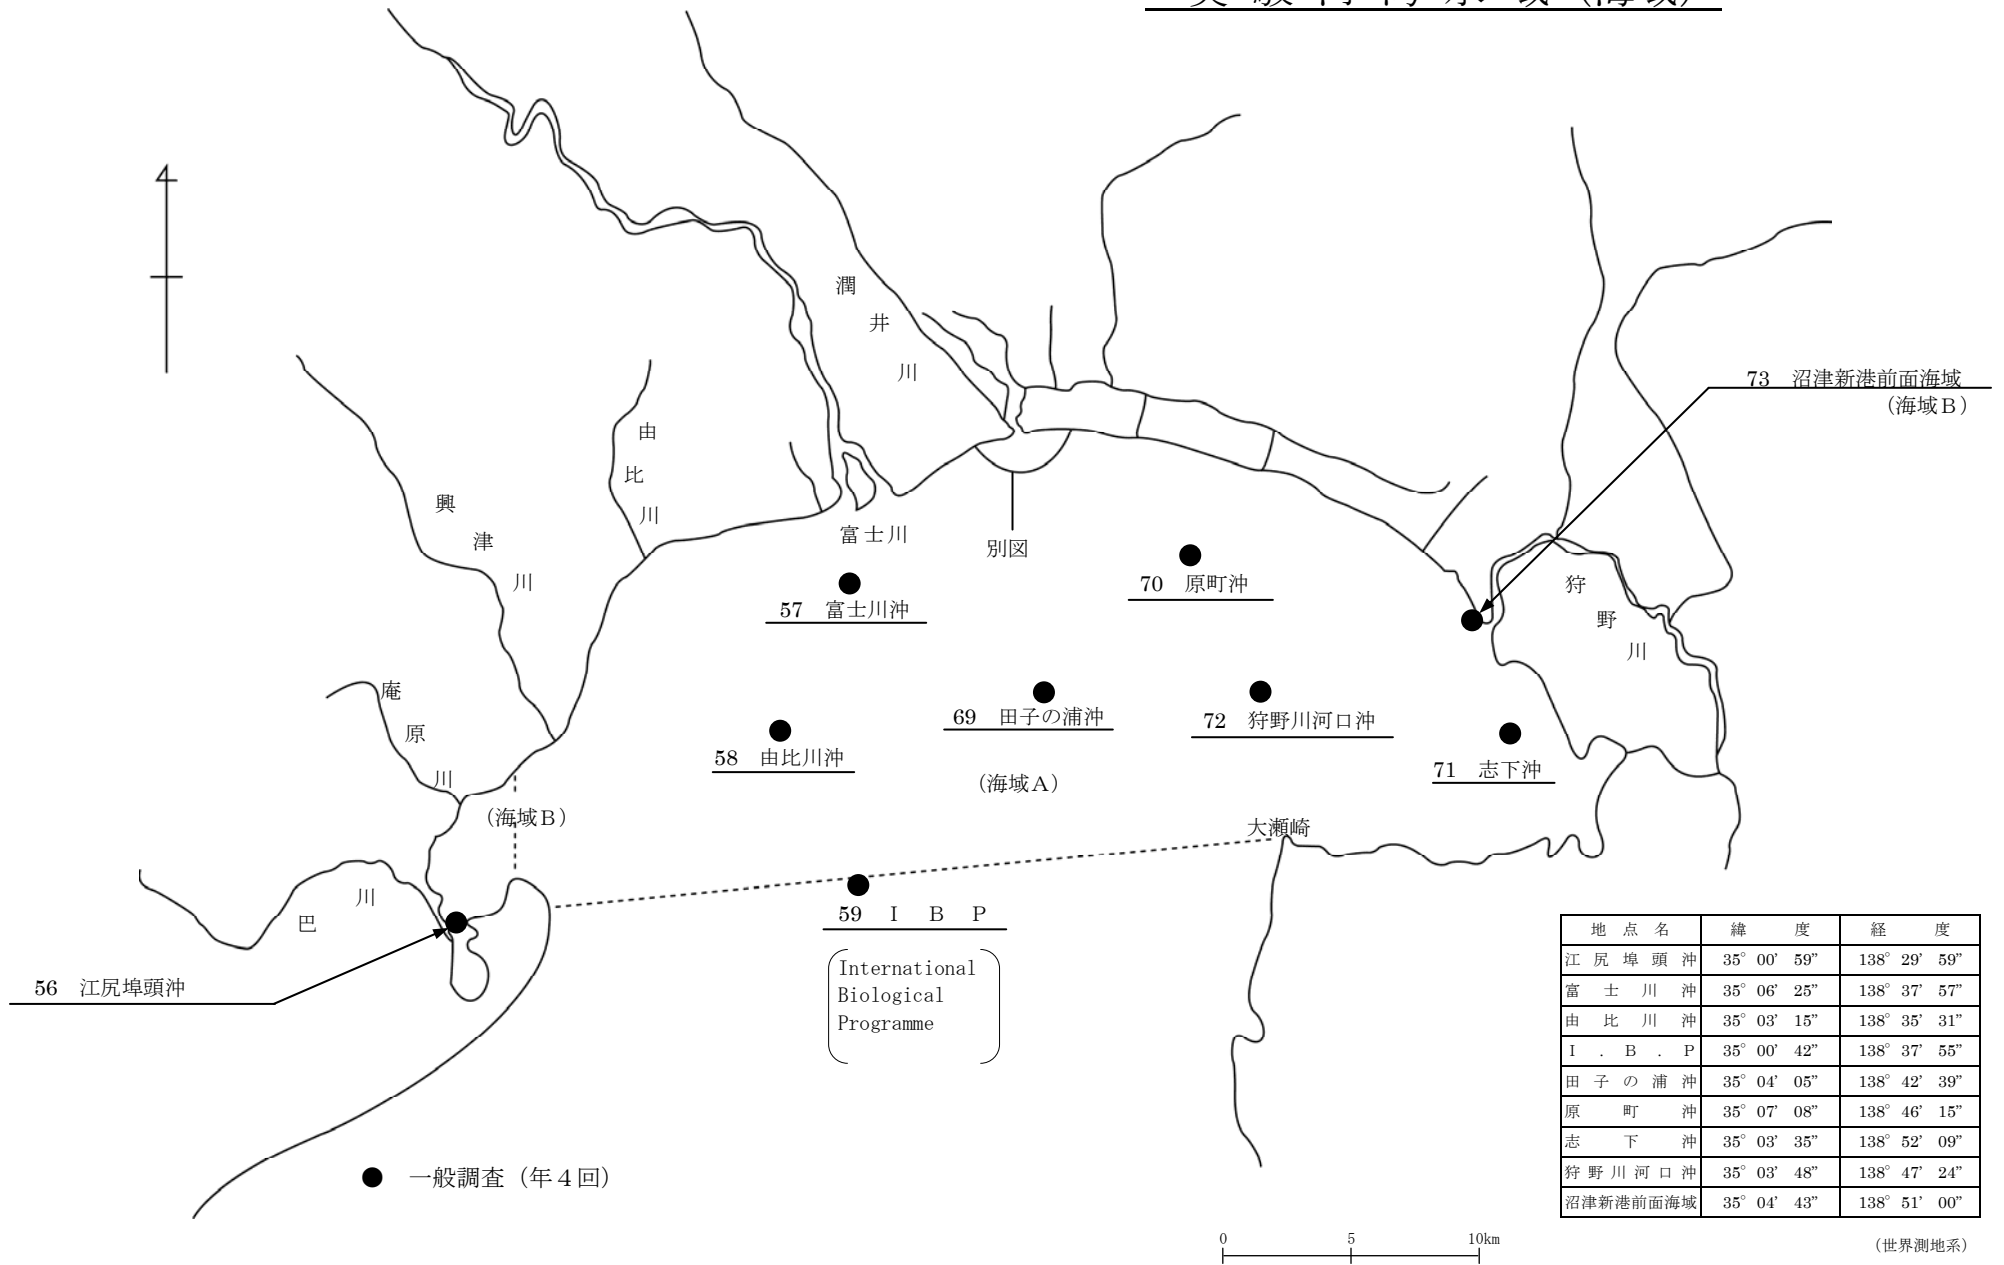 (海域)
潤井川
73 沼津新港前面海域
(海域B)
由比川
興津川
富士川
別図
57 富士川沖
70 原町沖
狩野川
庵原川
58 由比川沖
69 田子の浦沖
72 狩野川河口沖
71 志下沖
(海域A)
(海域B)
大瀬崎
巴川
59 I B P
International
Biological
Programme
56 江尻埠頭沖
● 一般調査(年4回)
地点名 緯度 経度
江尻埠頭沖 35° 00’ 59” 138° 29’ 59”
富士川沖 35° 06’ 25” 138° 37’ 57”
由比川沖 35° 03’ 15” 138° 35’ 31”
I.B.P 35° 00’ 42” 138° 37’ 55”
田子の浦沖 35° 04’ 05” 138° 42’ 39”
原町沖 35° 07’ 08” 138° 46’ 15”
志下沖 35° 03’ 35” 138° 52’ 09”
狩野川河口沖 35° 03’ 48” 138° 47’ 24”
沼津新港前面海域 35° 04’ 43” 138° 51’ 00”
(世界測地系)
0 5 10km